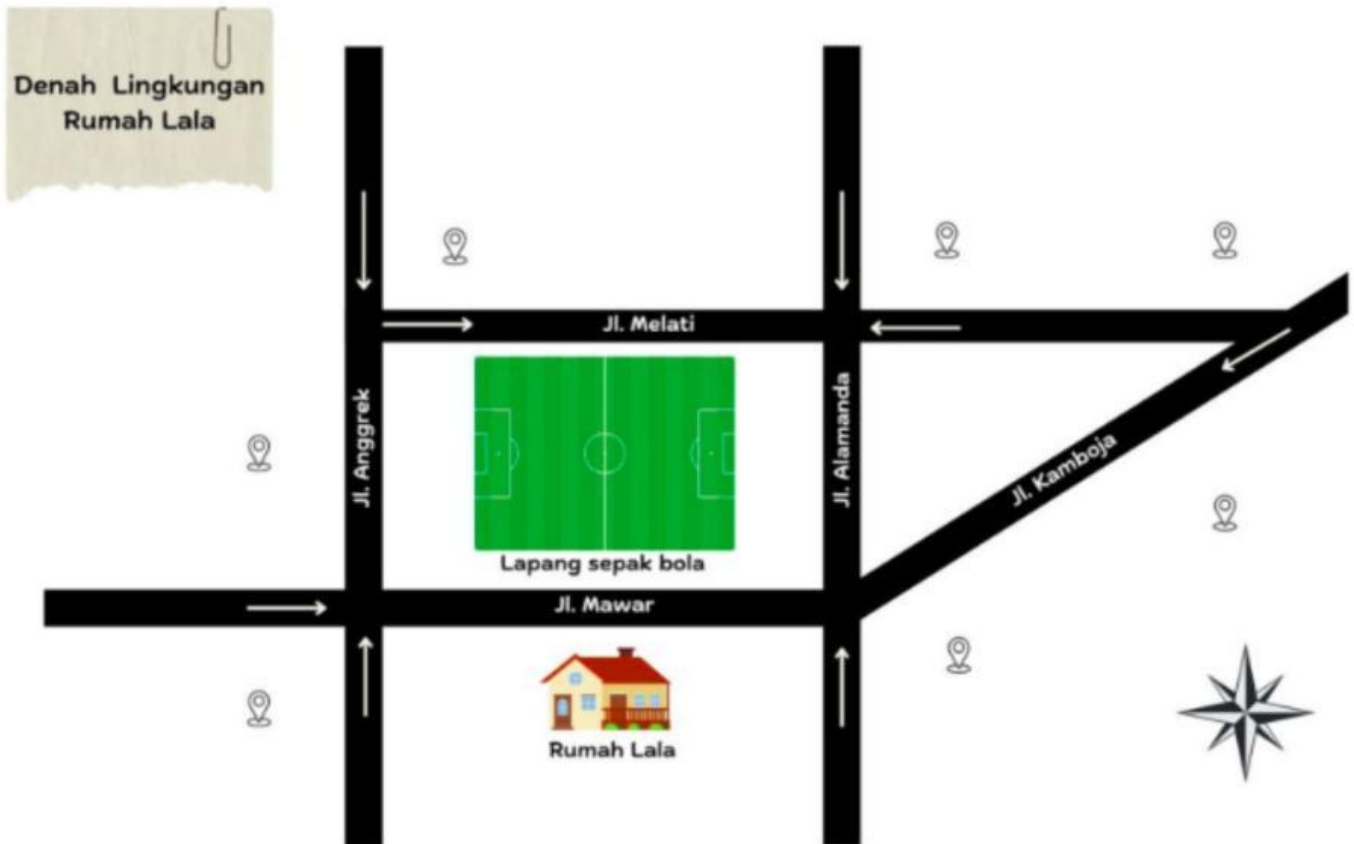 Denah Lingkungan
Rumah Lala
Jl. Melati
Jl. Anggrek
Jl. Alamanda
Jl. Kamboja
Lapang sepak bola
Jl. Mawar
Rumah Lala